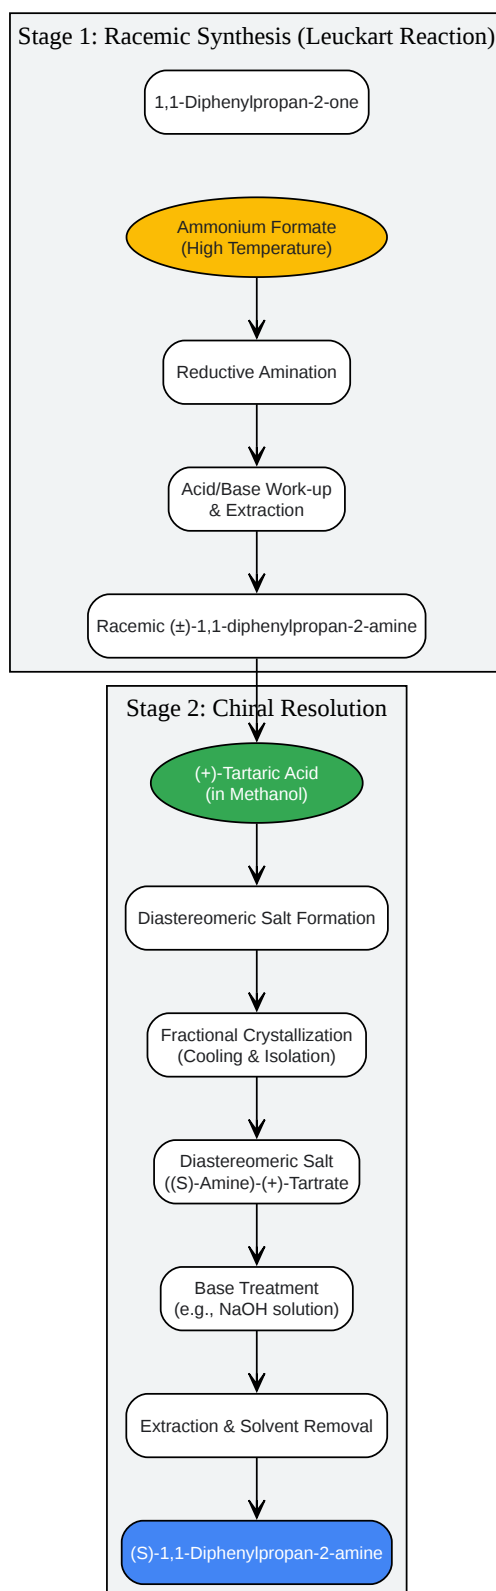 Stage 1: Racemic Synthesis (Leuckart Reaction)
1,1-Diphenylpropan-2-one
Ammonium Formate
(High Temperature)
Reductive Amination
Acid/Base Work-up
& Extraction
Racemic (±)-1,1-diphenylpropan-2-amine
Stage 2: Chiral Resolution
(+)-Tartaric Acid
(in Methanol)
Diastereomeric Salt Formation
Fractional Crystallization
(Cooling & Isolation)
Diastereomeric Salt
((S)-Amine)-(+)-Tartrate
Base Treatment
(e.g., NaOH solution)
Extraction & Solvent Removal
(S)-1,1-Diphenylpropan-2-amine